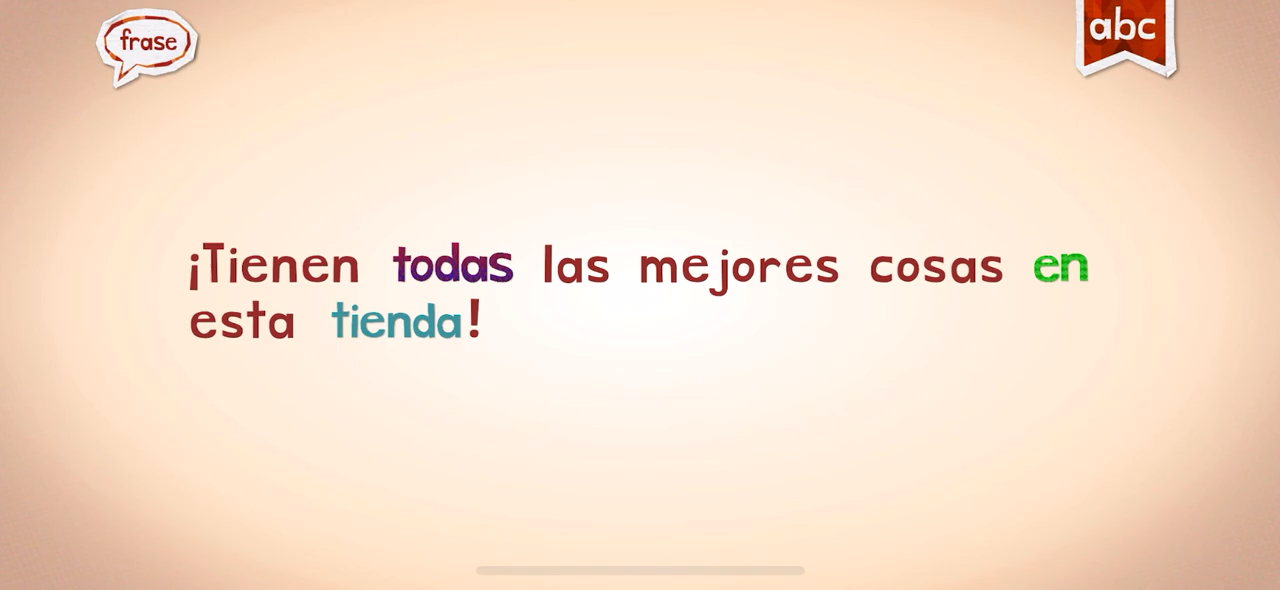 frase
abc
¡Tienen todas las mejores cosas en
esta tienda!